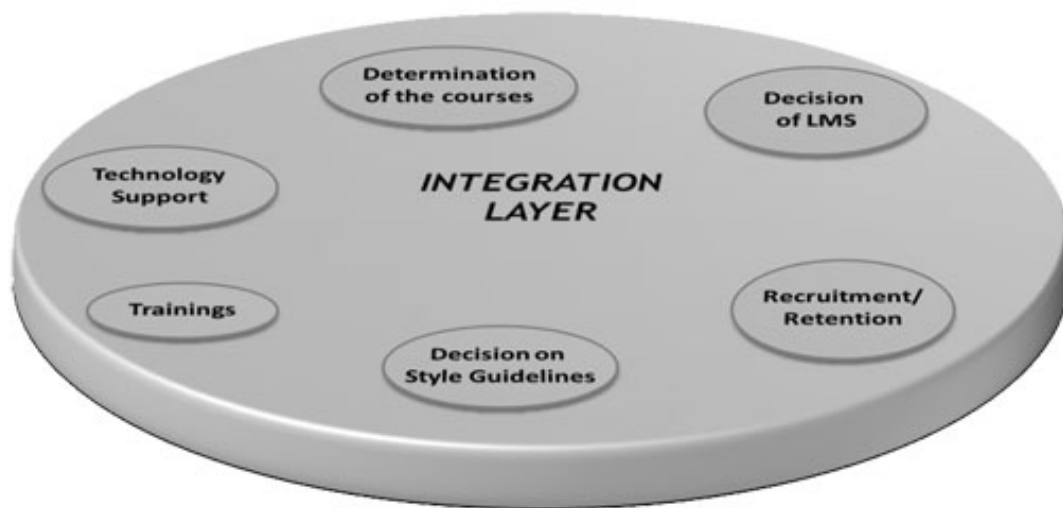 Determination
of the courses
Decision
of LMS
Technology
Support
INTEGRATION
LAYER
Trainings
Recruitment/
Retention
Decision on
Style Guidelines